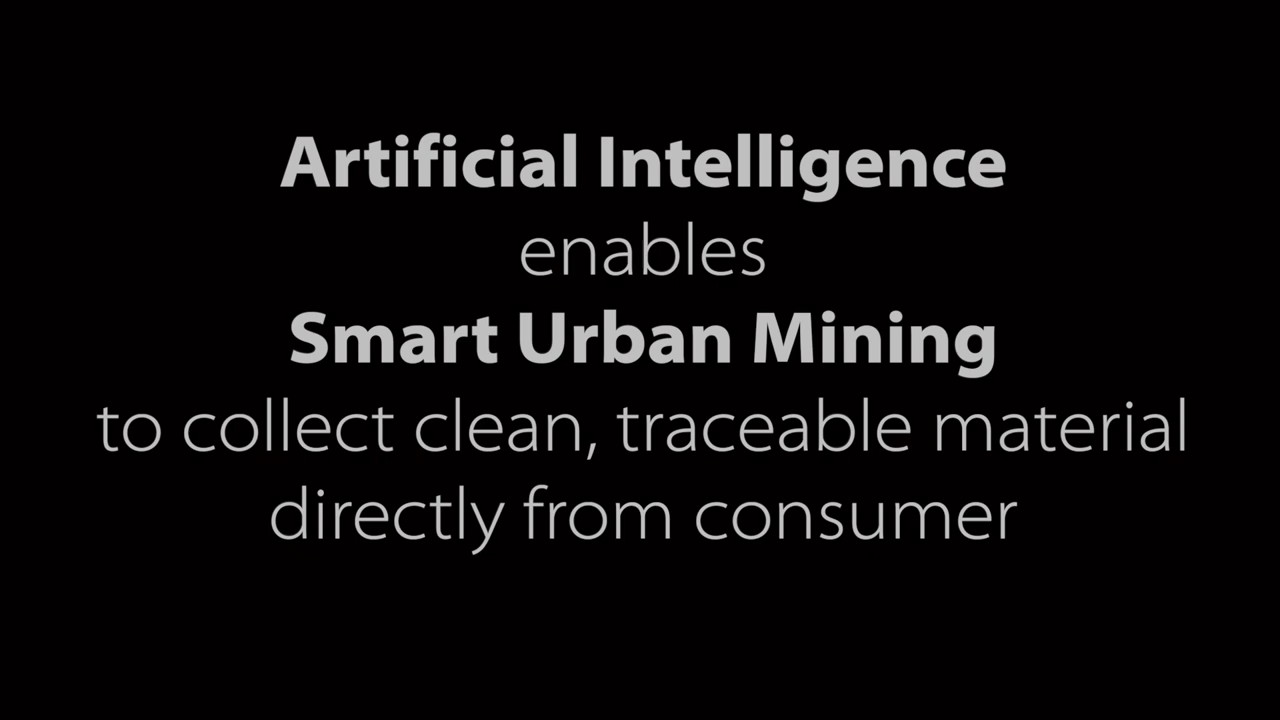 Artificial Intelligence
enables
Smart Urban Mining
to collect clean, traceable material
directly from consumer